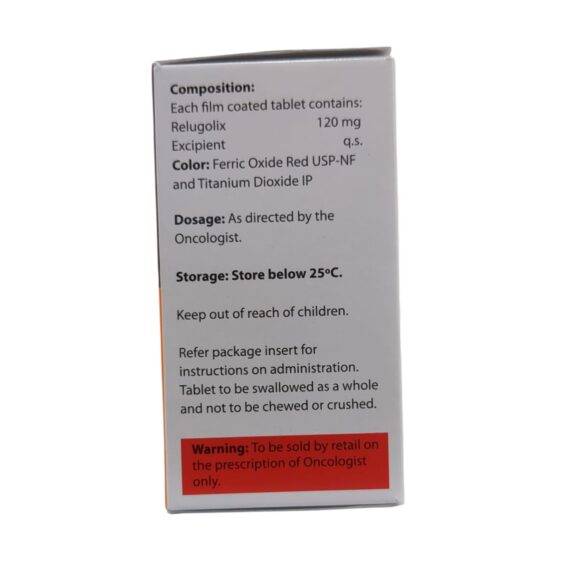 Composition:
Each film coated tablet contains:
Relugolix 120 mg
Excipient q.s.
Color: Ferric Oxide Red USP-NF
and Titanium Dioxide IP
Dosage: As directed by the
Oncologist.
Storage: Store below 25ºC.
Keep out of reach of children.
Refer package insert for
instructions on administration.
Tablet to be swallowed as a whole
and not to be chewed or crushed.
Warning: To be sold by retail on
the prescription of Oncologist
only.